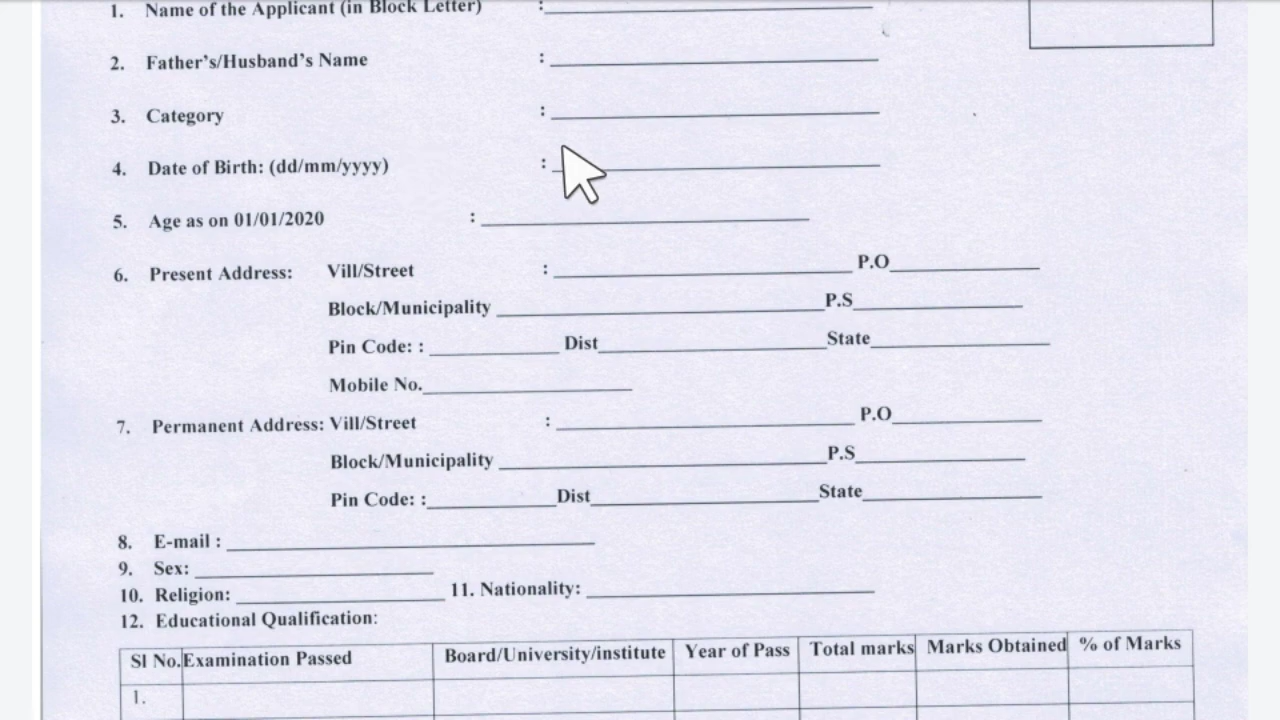 1. Name of the Applicant (in Block Letter) :
2. Father's/Husband's Name :
3. Category :
4. Date of Birth: (dd/mm/yyyy) :
5. Age as on 01/01/2020 :
6. Present Address: Vill/Street : P.O
Block/Municipality P.S
Pin Code: : Dist State
Mobile No.
7. Permanent Address: Vill/Street : P.O
Block/Municipality P.S
Pin Code: : Dist State
8. E-mail :
9. Sex:
10. Religion: 11. Nationality:
12. Educational Qualification:
Sl No. Examination Passed Board/University/institute Year of Pass Total marks Marks Obtained % of Marks
1.